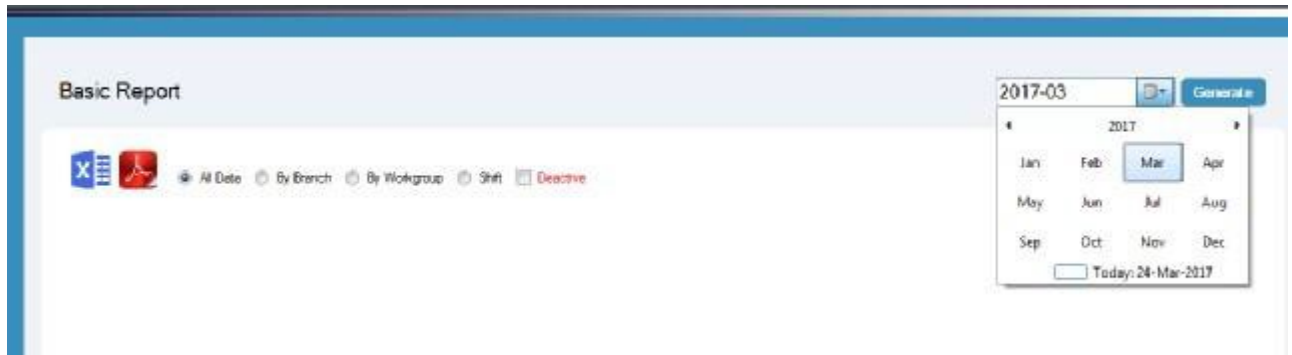 Basic Report
2017-03
Generate
2017
Jan Feb Mar Apr
May Jun Jul Aug
Sep Oct Nov Dec
Today: 24-Mar-2017
All Data By Branch By Workgroup Shift Deactive